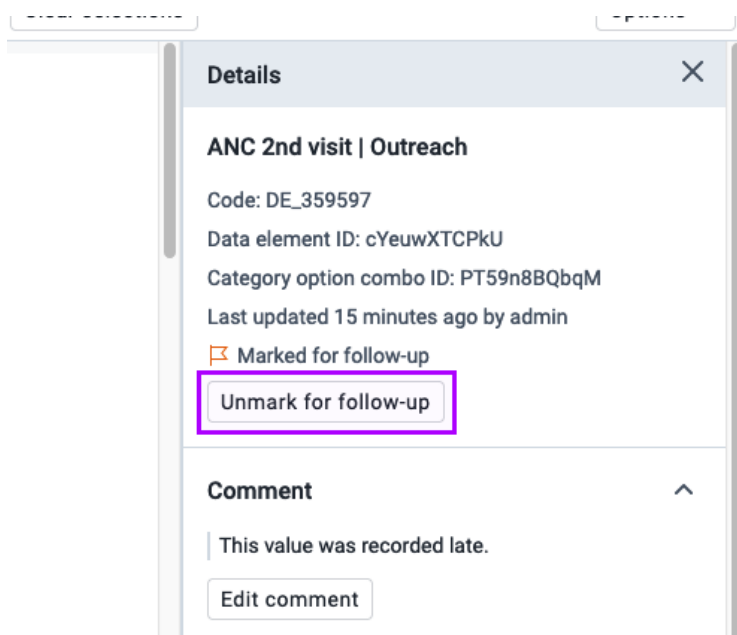 Details
ANC 2nd visit | Outreach
Code: DE_359597
Data element ID: cYeuwXTCPkU
Category option combo ID: PT59n8BQbqM
Last updated 15 minutes ago by admin
Marked for follow-up
Unmark for follow-up
Comment
This value was recorded late.
Edit comment